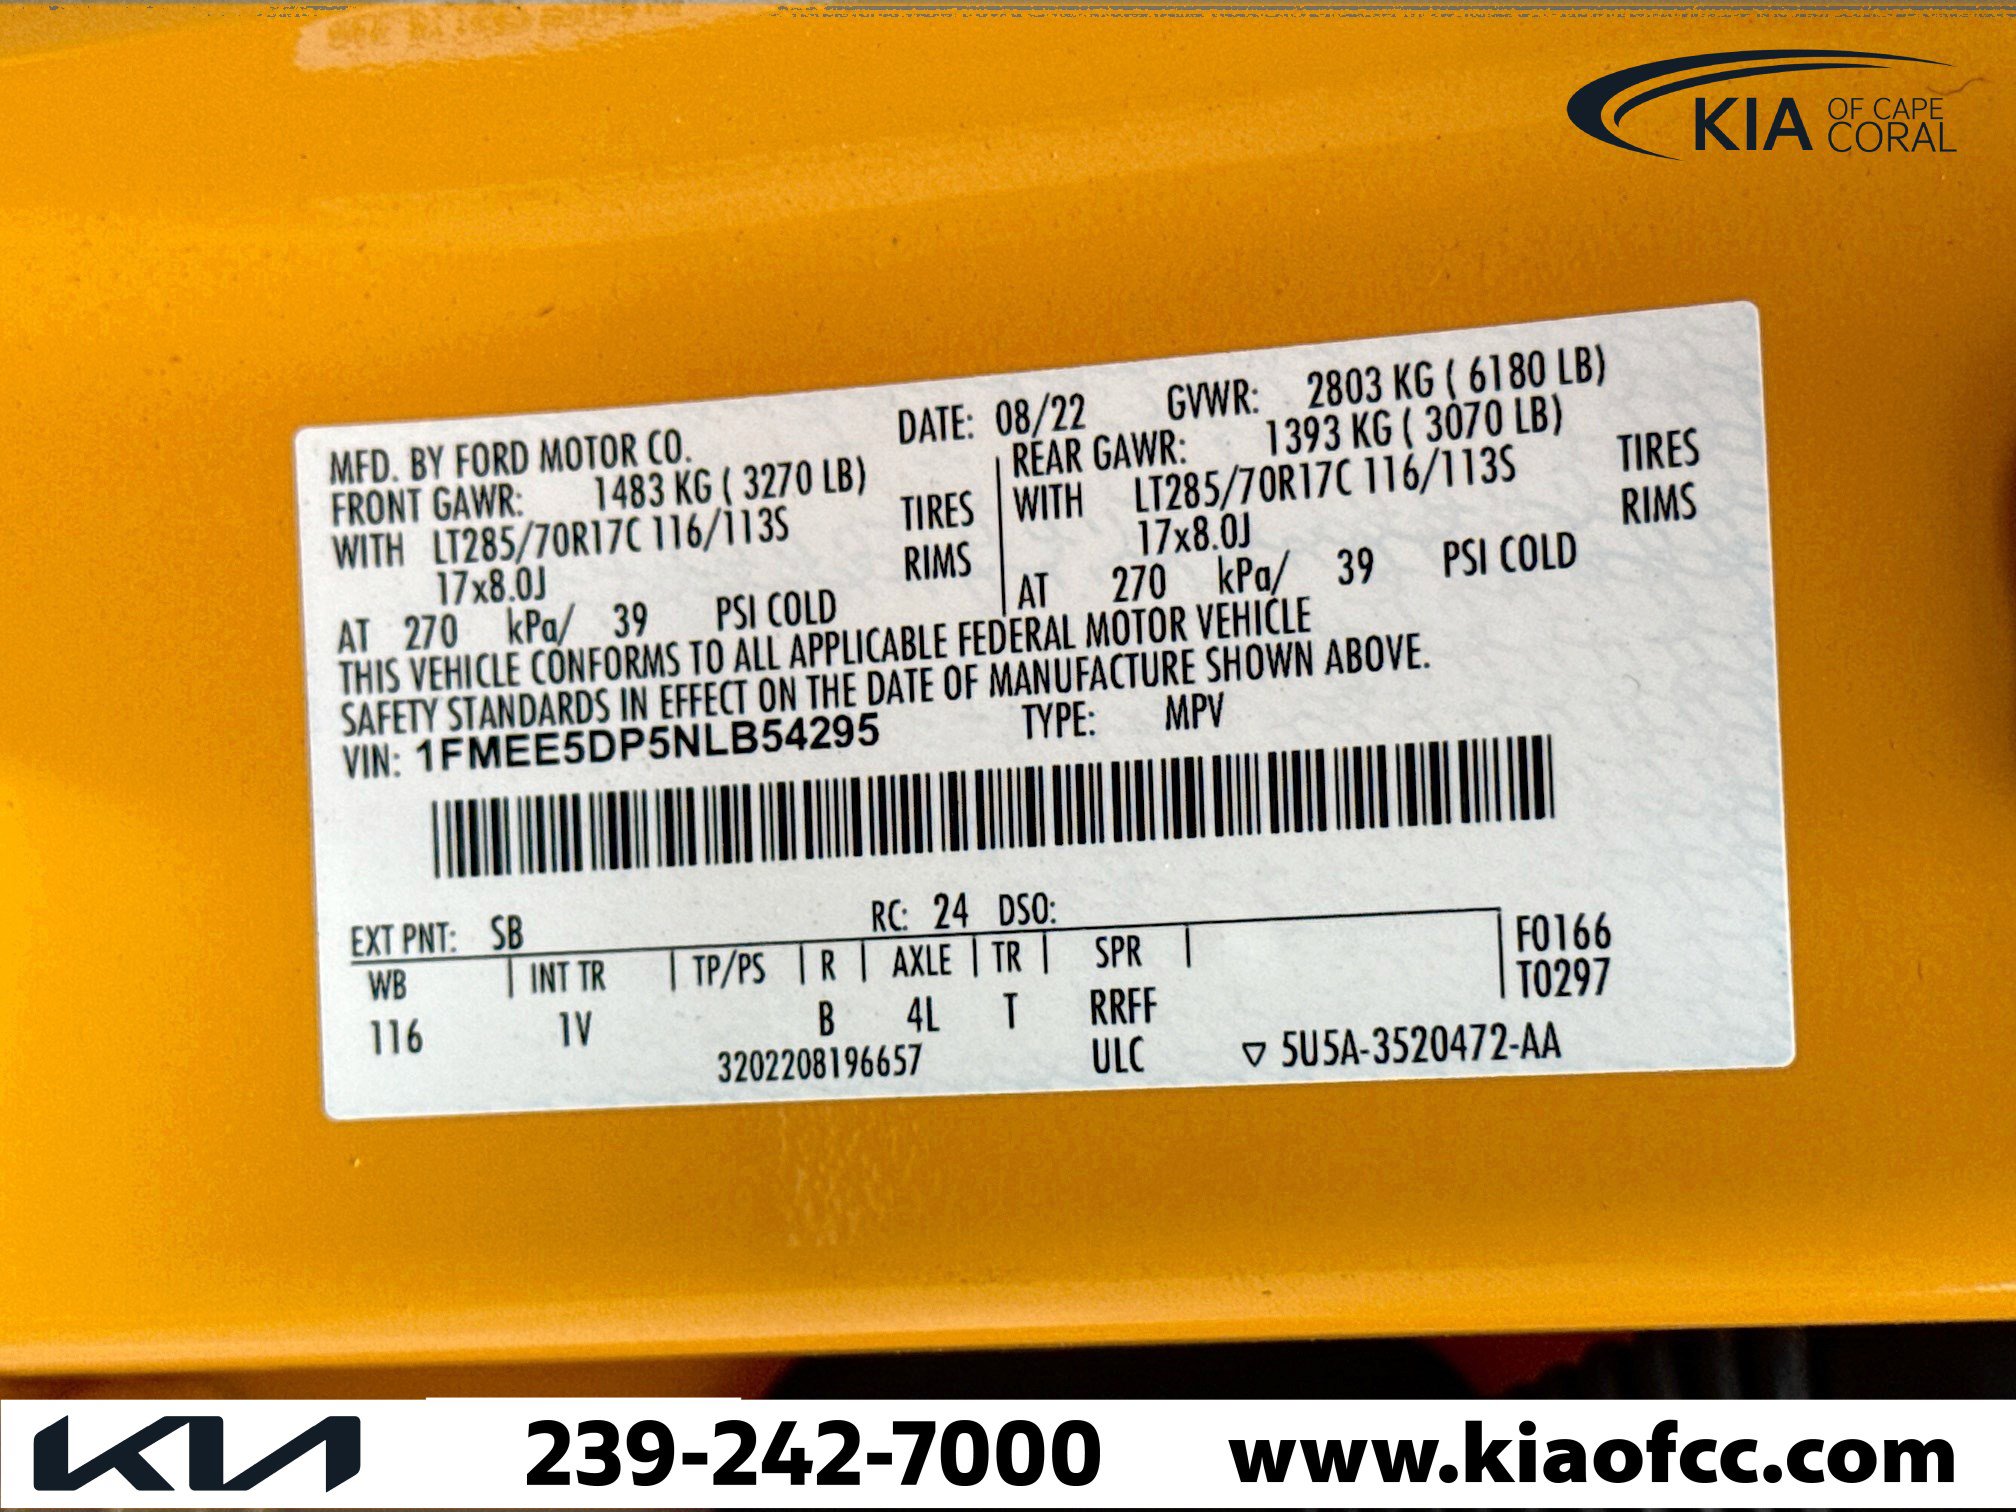 KIA OF CAPE CORAL
MFD. BY FORD MOTOR CO. DATE: 08/22 GVWR: 2803 KG ( 6180 LB)
FRONT GAWR: 1483 KG ( 3270 LB) REAR GAWR: 1393 KG ( 3070 LB)
WITH LT285/70R17C 116/113S TIRES WITH LT285/70R17C 116/113S TIRES
17x8.0J RIMS 17x8.0J RIMS
AT 270 kPa/ 39 PSI COLD AT 270 kPa/ 39 PSI COLD
THIS VEHICLE CONFORMS TO ALL APPLICABLE FEDERAL MOTOR VEHICLE
SAFETY STANDARDS IN EFFECT ON THE DATE OF MANUFACTURE SHOWN ABOVE.
VIN: 1FMEE5DP5NLB54295 TYPE: MPV
EXT PNT: SB RC: 24 DSO:
WB INT TR TP/PS R AXLE TR SPR F0166
116 1V B 4L T RRFF T0297
3202208196657 ULC ▽ 5U5A-3520472-AA
KIA 239-242-7000 www.kiaofcc.com